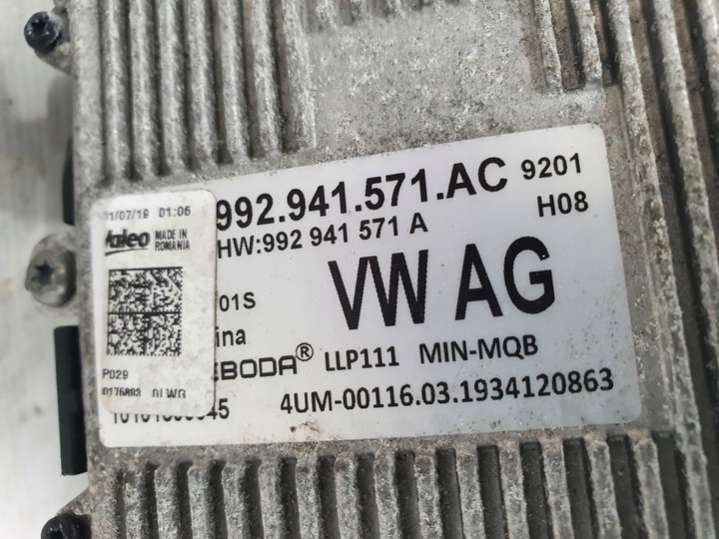 992.941.571.AC 9201
HW:992 941 571 A H08
01S
VW AG
ina
EBODA® LLP111 MIN-MQB
4UM-00116.03.1934120863
/07/19 01:06
Valeo MADE IN
ROMANIA
P029